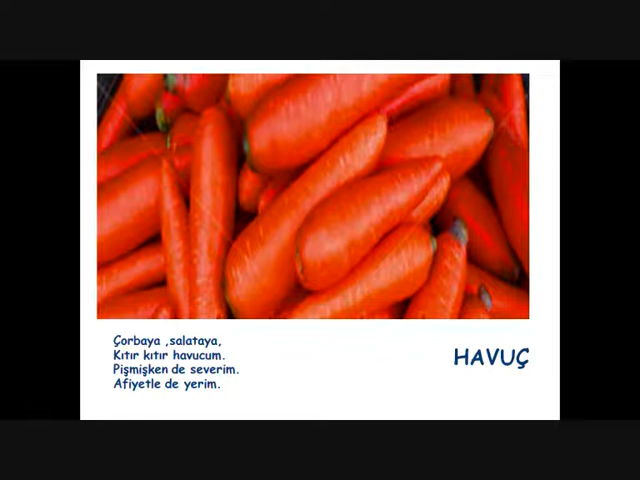 Çorbaya ,salataya,
Kıtır kıtır havucum.
Pişmişken de severim.
Afiyetle de yerim.
HAVUÇ